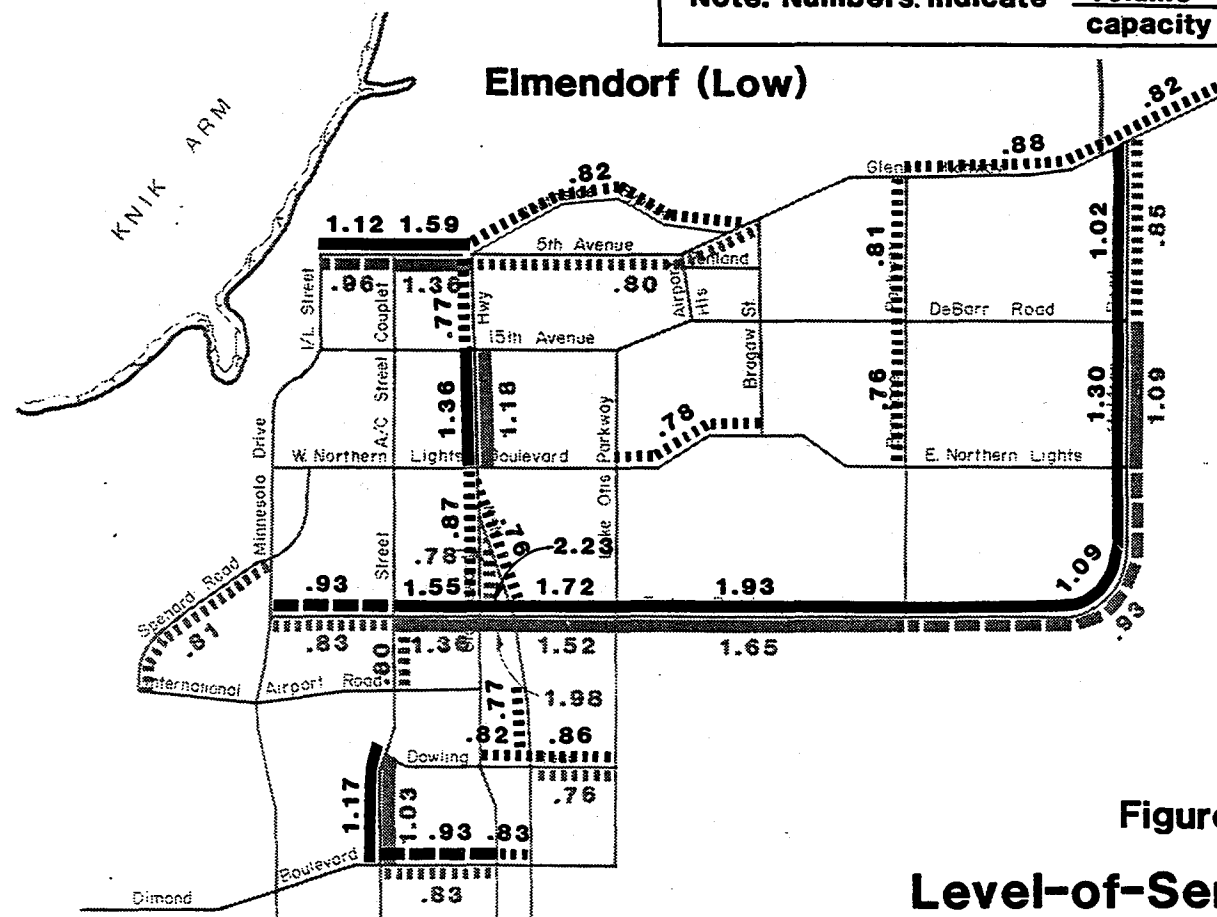 Note: Numbers indicate
capacity
Elmendorf (Low)
KNIK ARM
.82
.88
Glen
.82
1.12 1.59
1.02
.85
.81
5th Avenue
.96
1.36
.80
.77
I/L Street
Couplet
Hwy
Airport
Hts
Bragaw St.
DeBarr Road
15th Avenue
1.36
1.18
.76
1.30
1.09
.78
A/C Street
Minnesota Drive
Lake Otis Parkway
W. Northern Lights Boulevard
E. Northern Lights
.87
.76
.78
2.23
Street
Spenard Road
.93
1.55
1.72
1.93
1.09
.93
.81
.83
1.36
1.52
1.65
.80
International Airport Road
1.98
.77
.82
.86
Dowling
.76
1.17
1.03
.93
.83
Boulevard
.83
Dimond
Figure
Level-of-Ser